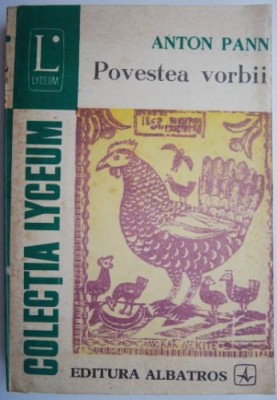 L
LYCEUM
ANTON PANN
Povestea vorbii
COLECȚIA LYCEUM
EDITURA ALBATROS